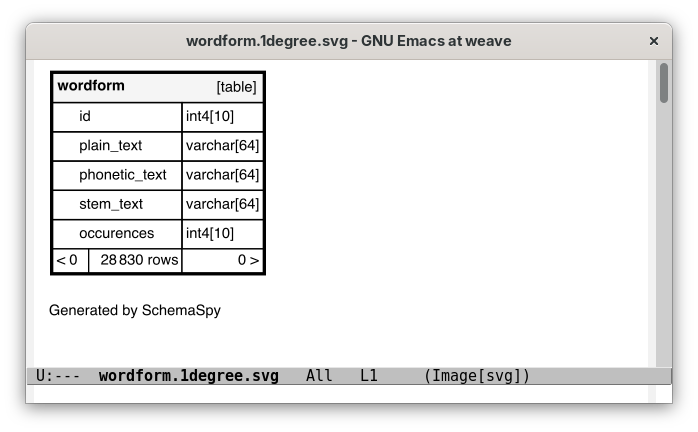 wordform.1degree.svg - GNU Emacs at weave ×
wordform [table]
id int4[10]
plain_text varchar[64]
phonetic_text varchar[64]
stem_text varchar[64]
occurences int4[10]
< 0 28 830 rows 0 >
Generated by SchemaSpy
U:--- wordform.1degree.svg All L1 (Image[svg])